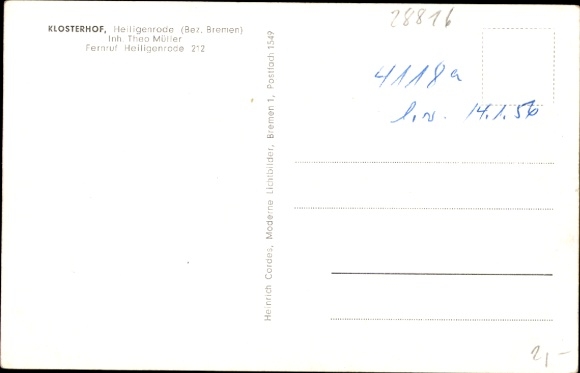 KLOSTERHOF, Heiligenrode (Bez. Bremen)
Inh. Theo Müller
Fernruf Heiligenrode 212
Heinrich Cordes, Moderne Lichtbilder, Bremen 1, Postfach 1549
28816
4118a
14.1.56
2,-